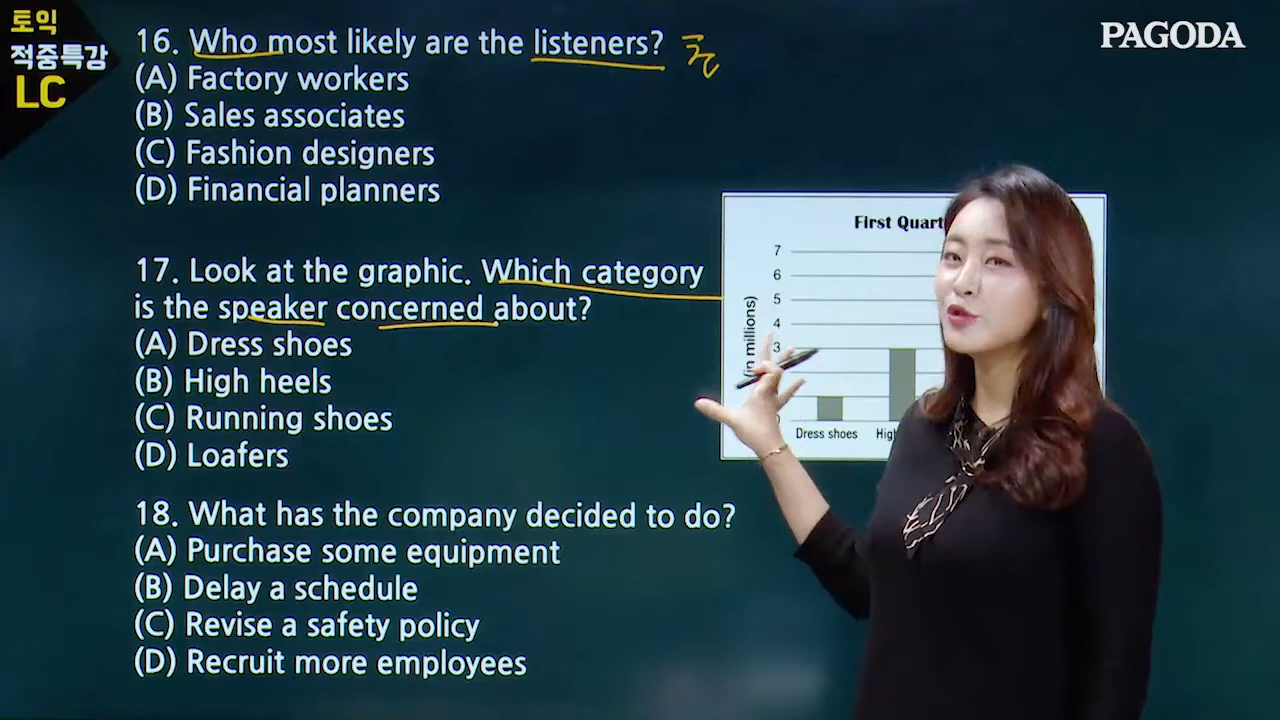 토익
적중특강
LC
PAGODA
16. Who most likely are the listeners?
(A) Factory workers
(B) Sales associates
(C) Fashion designers
(D) Financial planners
17. Look at the graphic. Which category
is the speaker concerned about?
(A) Dress shoes
(B) High heels
(C) Running shoes
(D) Loafers
18. What has the company decided to do?
(A) Purchase some equipment
(B) Delay a schedule
(C) Revise a safety policy
(D) Recruit more employees
First
7
6
5
4
3
(in millions)
Dress shoes